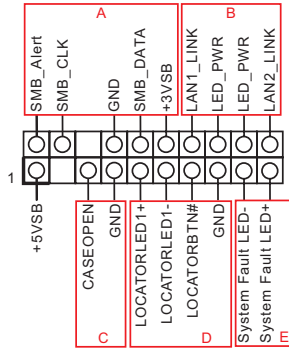 A
B
SMB_Alert
SMB_CLK
GND
SMB_DATA
+3VSB
LAN1_LINK
LED_PWR
LED_PWR
LAN2_LINK
1
+5VSB
CASEOPEN
GND
LOCATORLED1+
LOCATORLED1-
LOCATORBTN#
GND
System Fault LED-
System Fault LED+
C
D
E